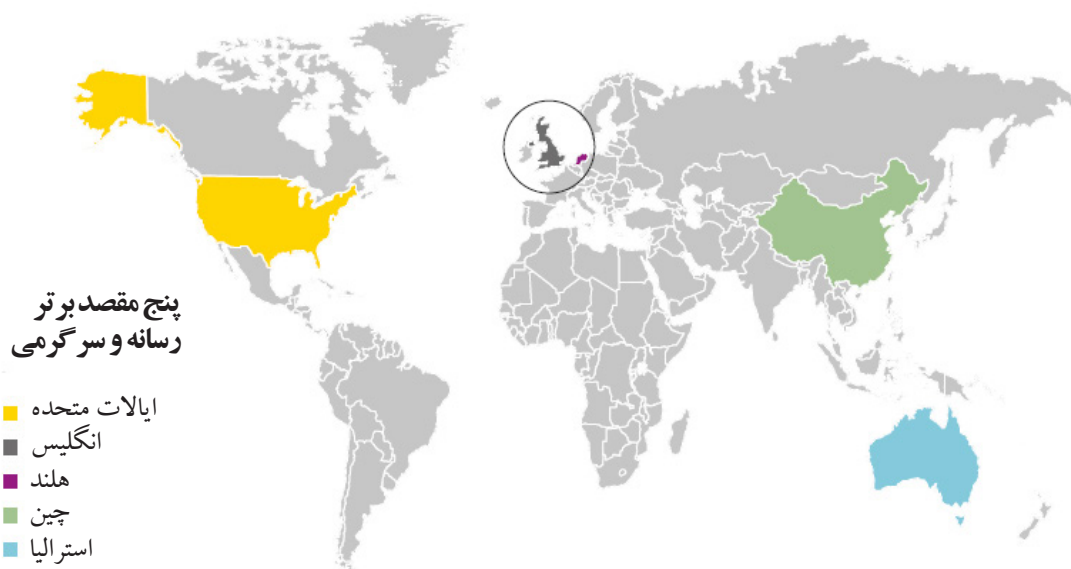 پنج مقصد برتر
رسانه و سرگرمی
ایالات متحده
انگلیس
هلند
چین
استرالیا